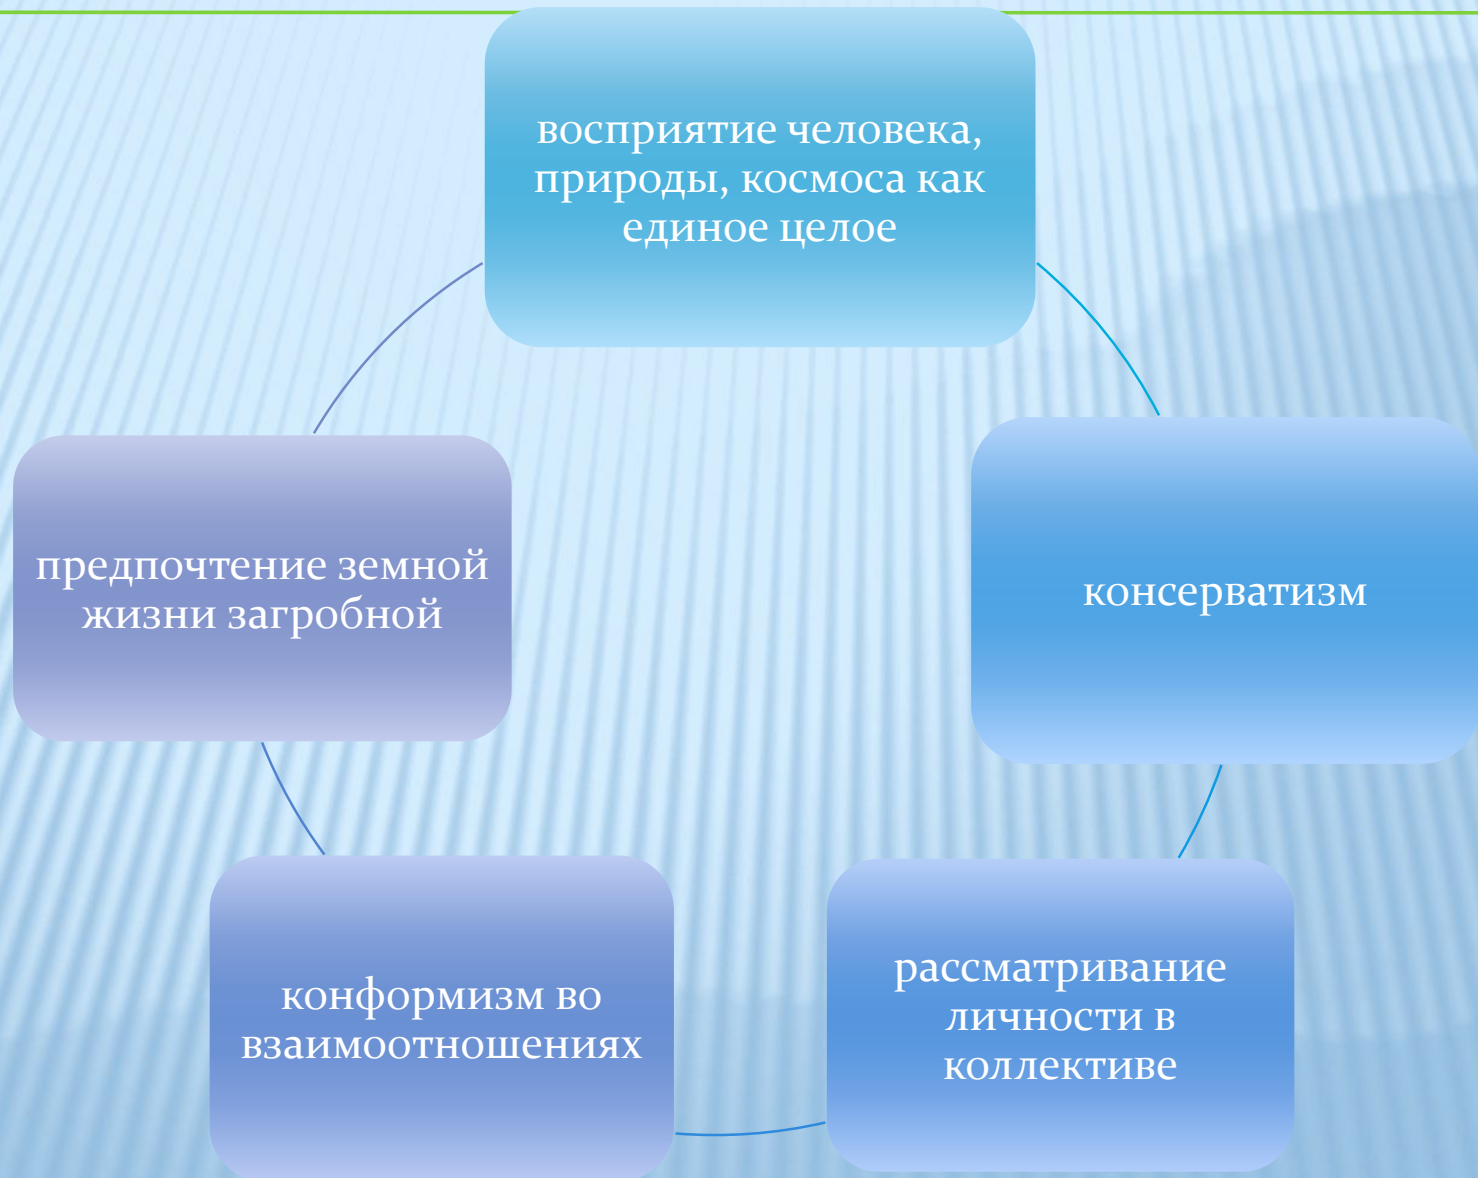 восприятие человека,
природы, космоса как
единое целое
консерватизм
рассматривание
личности в
коллективе
конформизм во
взаимоотношениях
предпочтение земной
жизни загробной